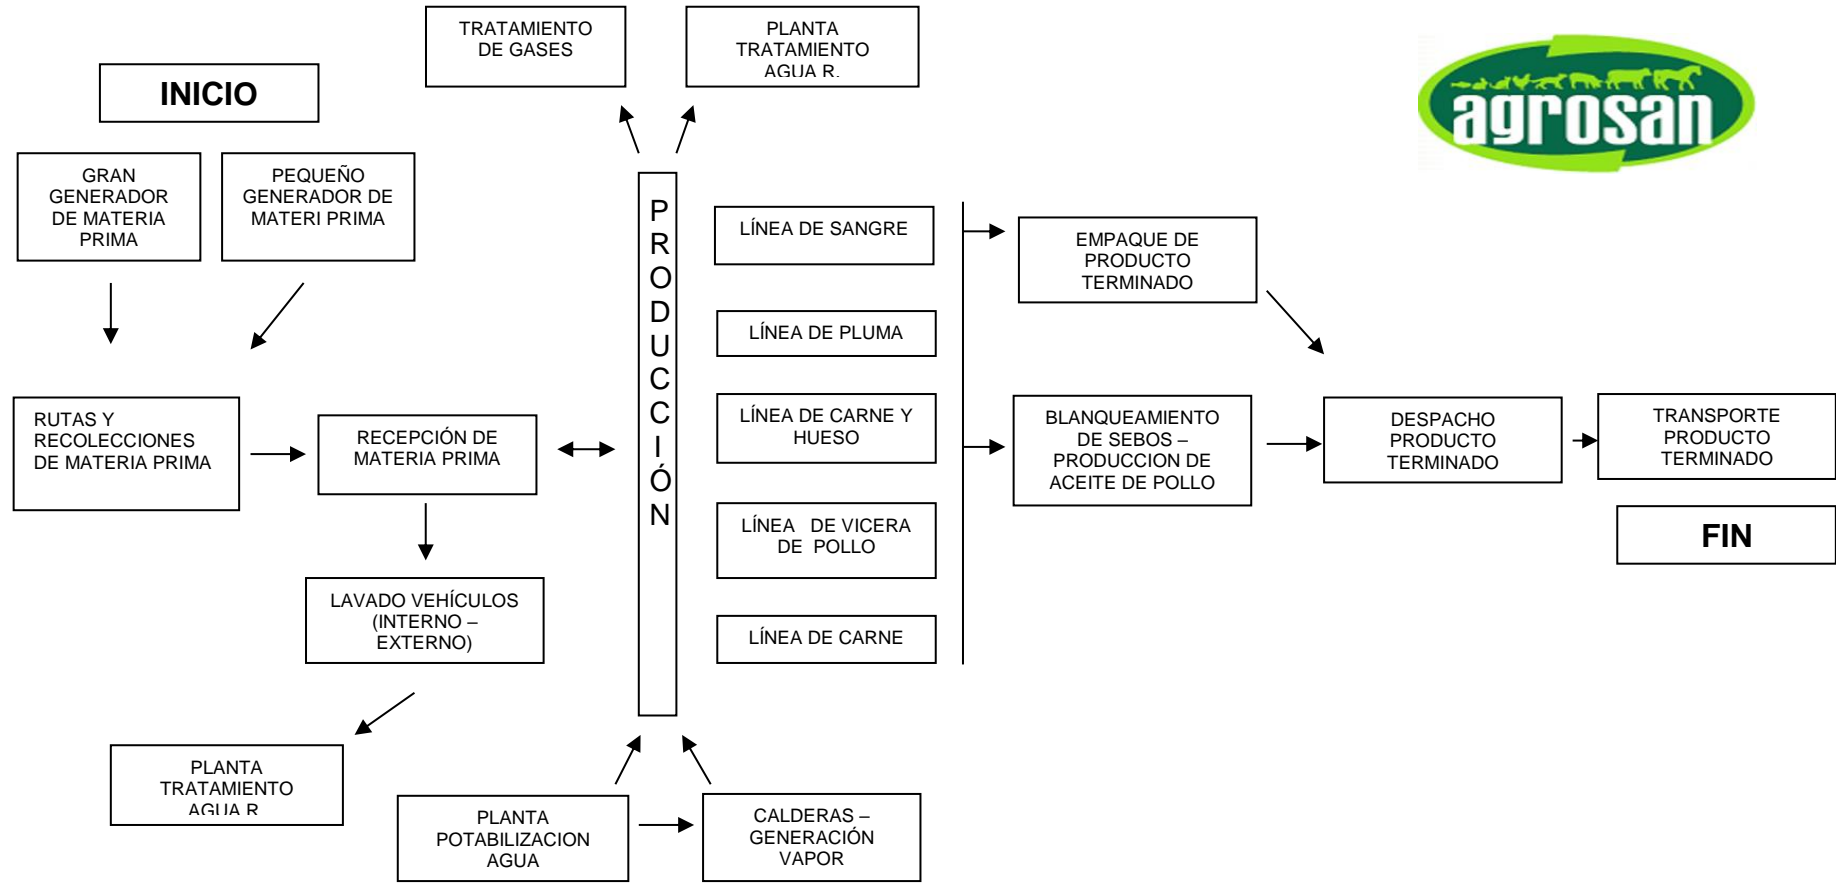 TRATAMIENTO
DE GASES
PLANTA
TRATAMIENTO
AGUA R.
agrosan
INICIO
GRAN
GENERADOR
DE MATERIA
PRIMA
PEQUEÑO
GENERADOR DE
MATERI PRIMA
RUTAS Y
RECOLECCIONES
DE MATERIA PRIMA
RECEPCIÓN DE
MATERIA PRIMA
LAVADO VEHÍCULOS
(INTERNO –
EXTERNO)
PLANTA
TRATAMIENTO
AGUA R
PLANTA
POTABILIZACION
AGUA
CALDERAS –
GENERACIÓN
VAPOR
PRODUCCIÓN
LÍNEA DE SANGRE
LÍNEA DE PLUMA
LÍNEA DE CARNE Y
HUESO
LÍNEA DE VICERA
DE POLLO
LÍNEA DE CARNE
EMPAQUE DE
PRODUCTO
TERMINADO
BLANQUEAMIENTO
DE SEBOS –
PRODUCCION DE
ACEITE DE POLLO
DESPACHO
PRODUCTO
TERMINADO
TRANSPORTE
PRODUCTO
TERMINADO
FIN